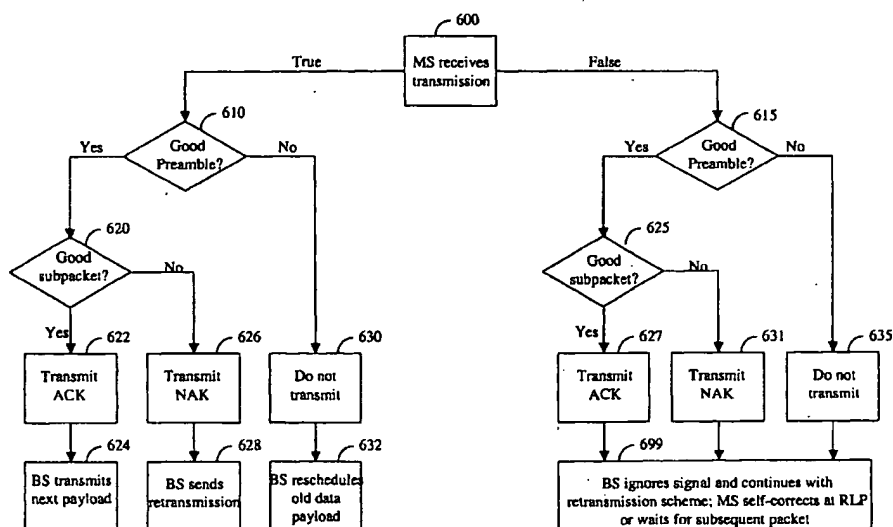 600
MS receives
transmission
True
False
610
Good
Preamble?
Yes
No
615
Good
Preamble?
Yes
No
620
Good
subpacket?
No
Yes
625
Good
subpacket?
No
Yes
622
Transmit
ACK
626
Transmit
NAK
630
Do not
transmit
627
Transmit
ACK
631
Transmit
NAK
635
Do not
transmit
624
BS transmits
next payload
628
BS sends
retransmission
632
BS reschedules
old data
payload
699
BS ignores signal and continues with
retransmission scheme; MS self-corrects at RLP
or waits for subsequent packet